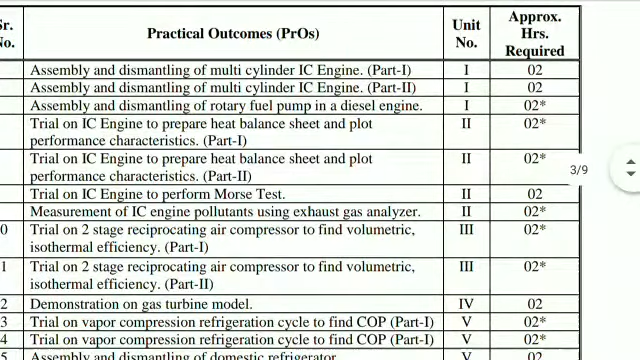 Sr. No. Practical Outcomes (PrOs) Unit No. Approx. Hrs. Required
Assembly and dismantling of multi cylinder IC Engine. (Part-I) I 02
Assembly and dismantling of multi cylinder IC Engine. (Part-II) I 02
Assembly and dismantling of rotary fuel pump in a diesel engine. I 02*
Trial on IC Engine to prepare heat balance sheet and plot II 02*
performance characteristics. (Part-I)
Trial on IC Engine to prepare heat balance sheet and plot II 02*
performance characteristics. (Part-II)
3/9
Trial on IC Engine to perform Morse Test. II 02
Measurement of IC engine pollutants using exhaust gas analyzer. II 02*
0 Trial on 2 stage reciprocating air compressor to find volumetric, III 02*
isothermal efficiency. (Part-I)
1 Trial on 2 stage reciprocating air compressor to find volumetric, III 02*
isothermal efficiency. (Part-II)
2 Demonstration on gas turbine model. IV 02
3 Trial on vapor compression refrigeration cycle to find COP (Part-I) V 02*
4 Trial on vapor compression refrigeration cycle to find COP (Part-I) V 02*
5 Assembly and dismantling of domestic refrigerator V 02